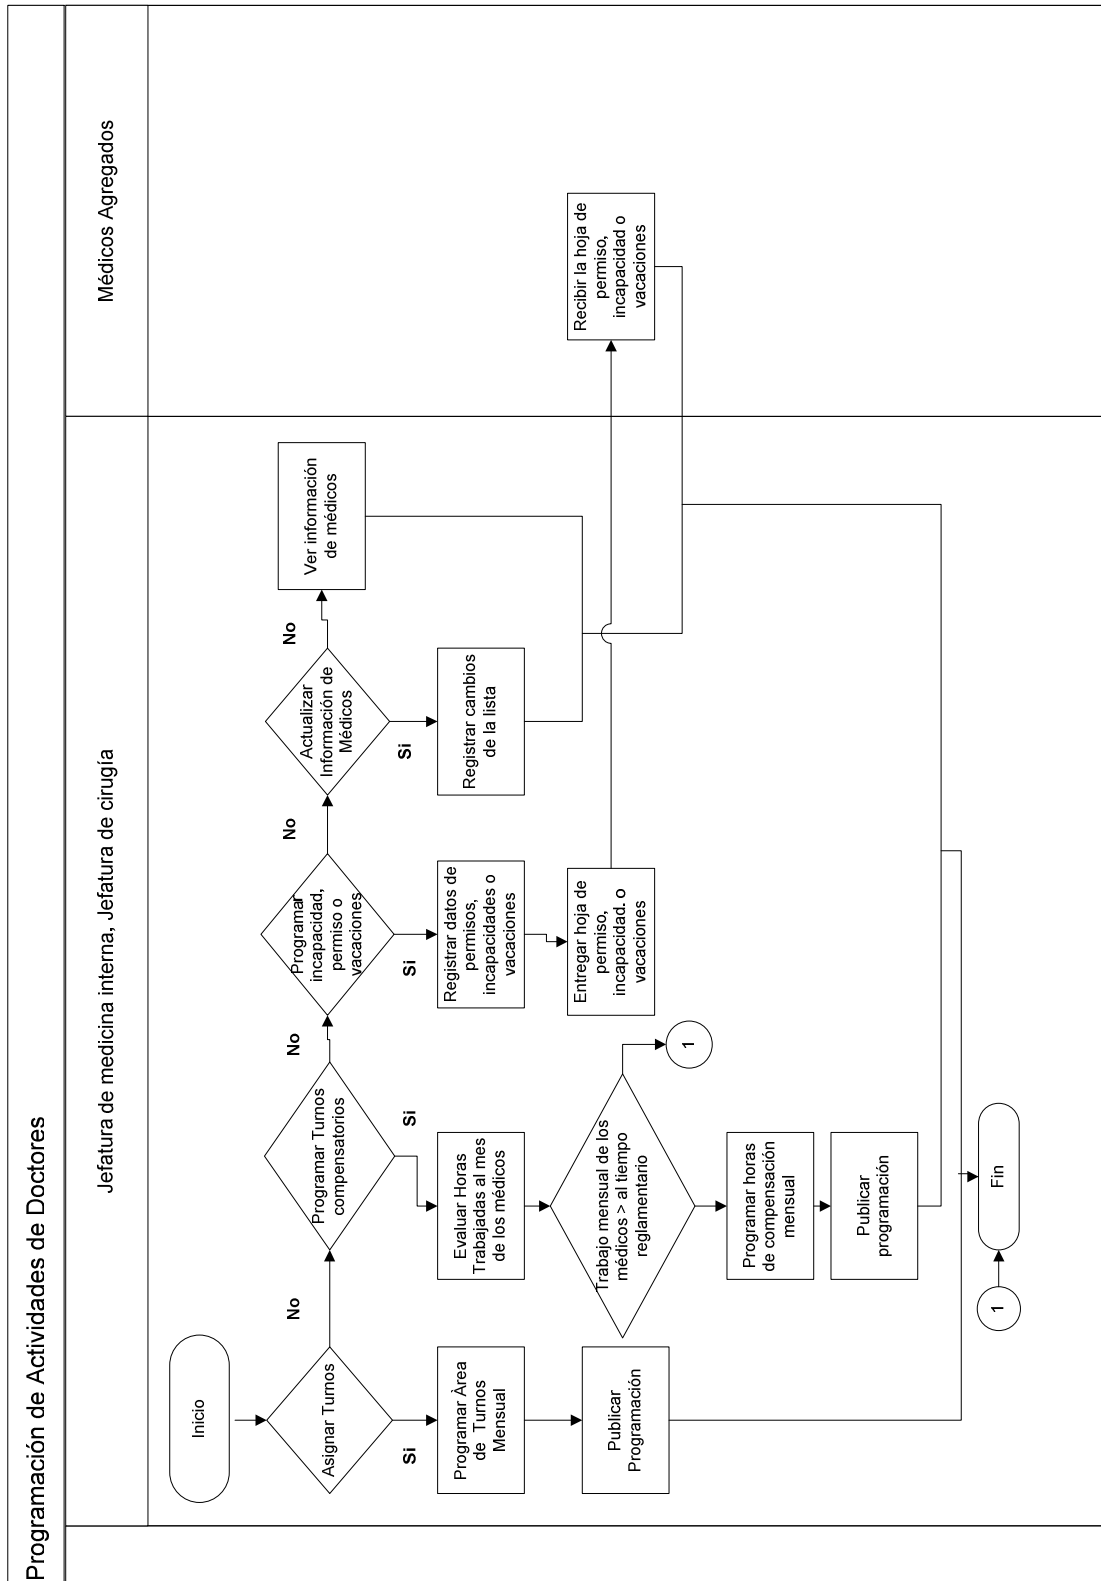 Programación de Actividades de Doctores
Jefatura de medicina interna, Jefatura de cirugía
Médicos Agregados
Inicio
Asignar Turnos
No
Si
Programar Àrea
de Turnos
Mensual
Publicar
Programación
Programar Turnos
compensatorios
No
Si
Evaluar Horas
Trabajadas al mes
de los médicos
Trabajo mensual de los
médicos > al tiempo
reglamentario
1
Programar horas
de compensación
mensual
Publicar
programación
Programar
incapacidad,
permiso o
vacaciones
No
Si
Registrar datos de
permisos,
incapacidades o
vacaciones
Entregar hoja de
permiso,
incapacidad. o
vacaciones
Actualizar
Información de
Médicos
No
Si
Registrar cambios
de la lista
Ver información
de médicos
Recibir la hoja de
permiso,
incapacidad o
vacaciones
1
Fin